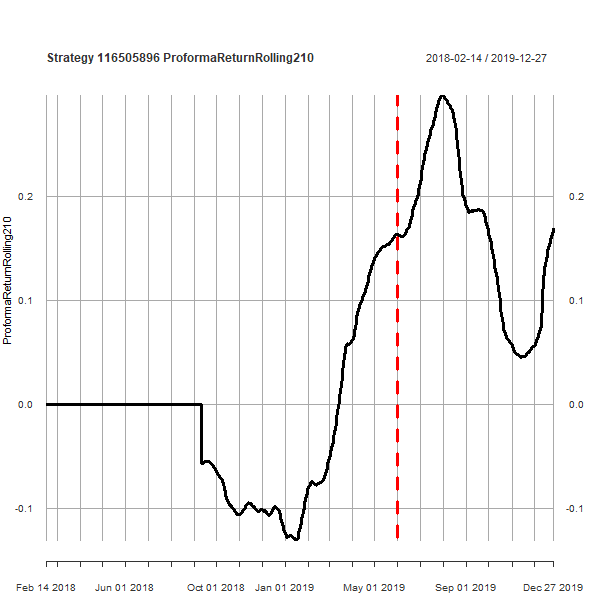 Strategy 116505896 ProformaReturnRolling210
2018-02-14 / 2019-12-27
ProformaReturnRolling210
0.2
0.1
0.0
-0.1
0.2
0.1
0.0
-0.1
Feb 14 2018
Jun 01 2018
Oct 01 2018
Jan 01 2019
May 01 2019
Sep 01 2019
Dec 27 2019